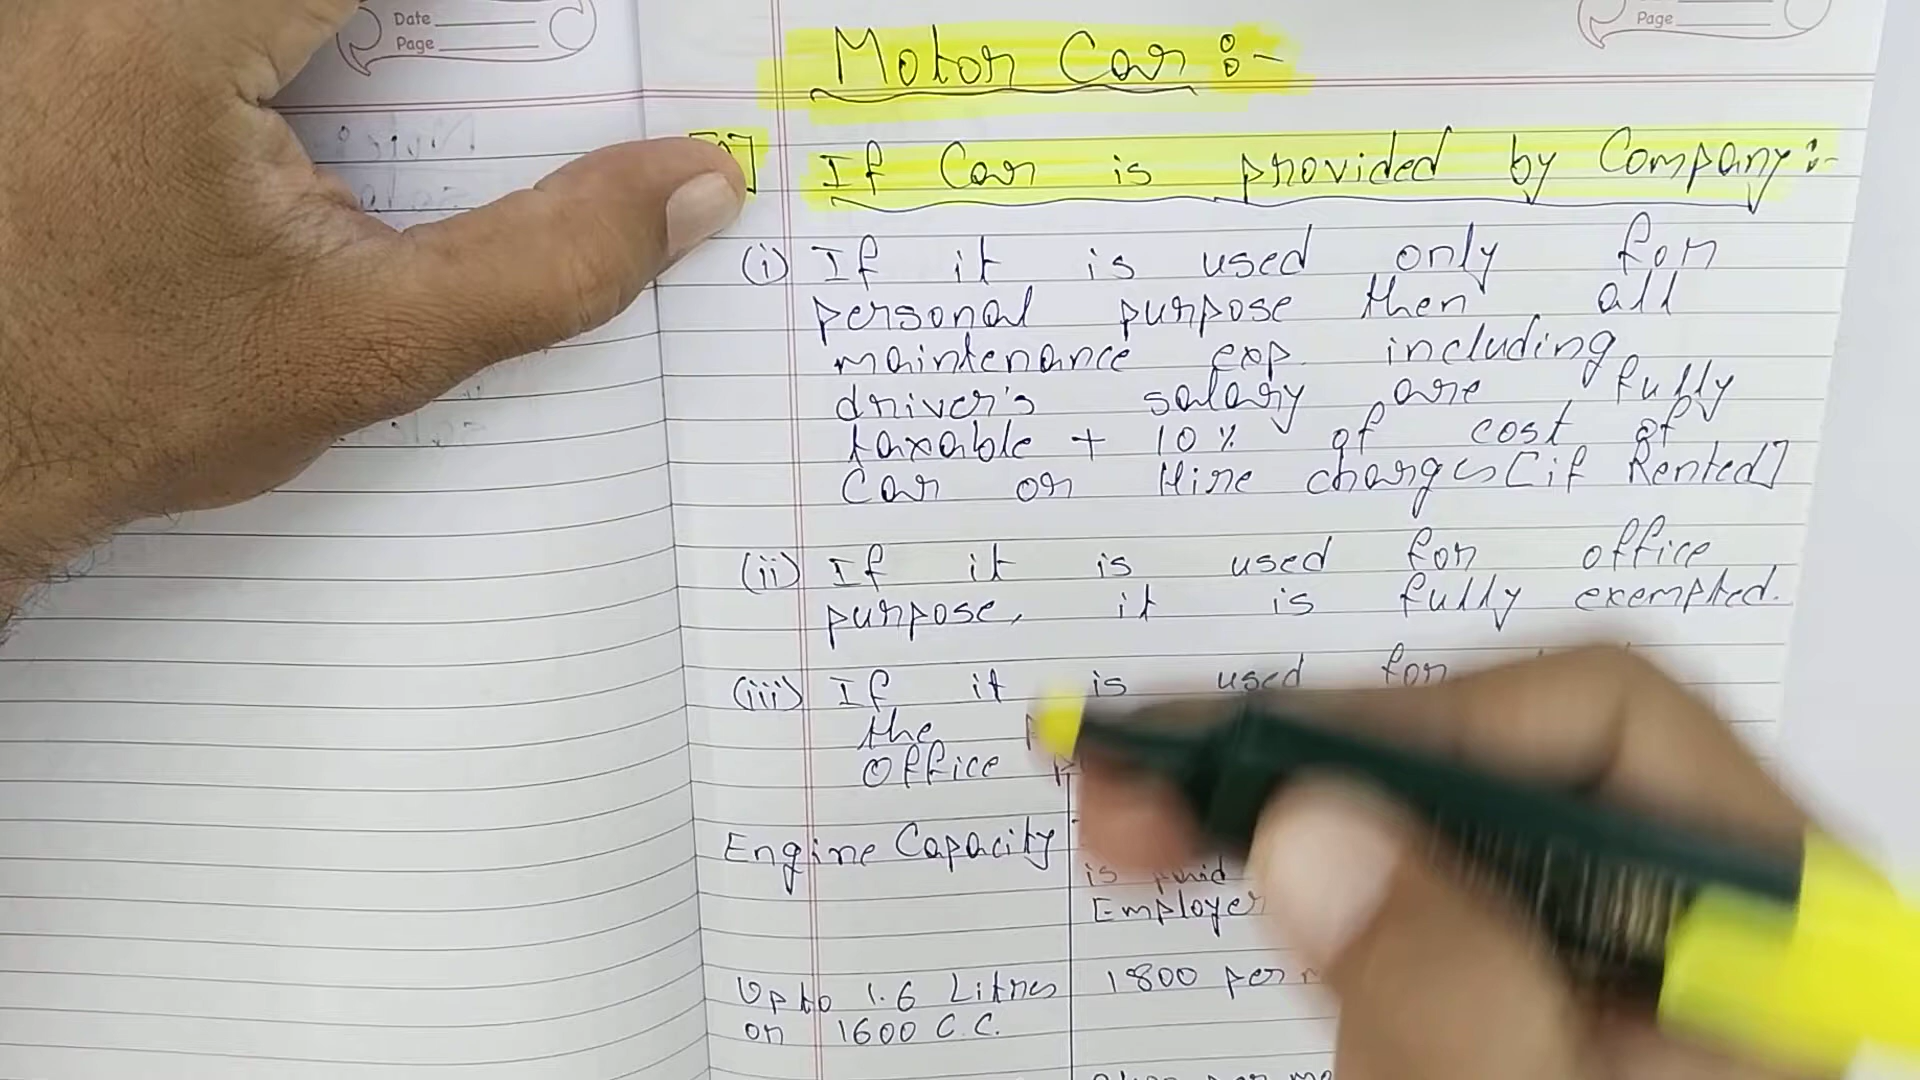 Date
Page
Page
Motor Car :-
If Car is provided by Company :-
(i) If it is used only for
personal purpose then all
maintenance exp. including
driver's salary are fully
taxable + 10% of cost of
Car or Hire charges [if Rented]
(ii) If it is used for office
purpose, it is fully exempted.
(iii) If it is used for
the
office
Engine Capacity
is paid
Employer
Up to 1.6 Litres
or 1600 C.C.
1800 per